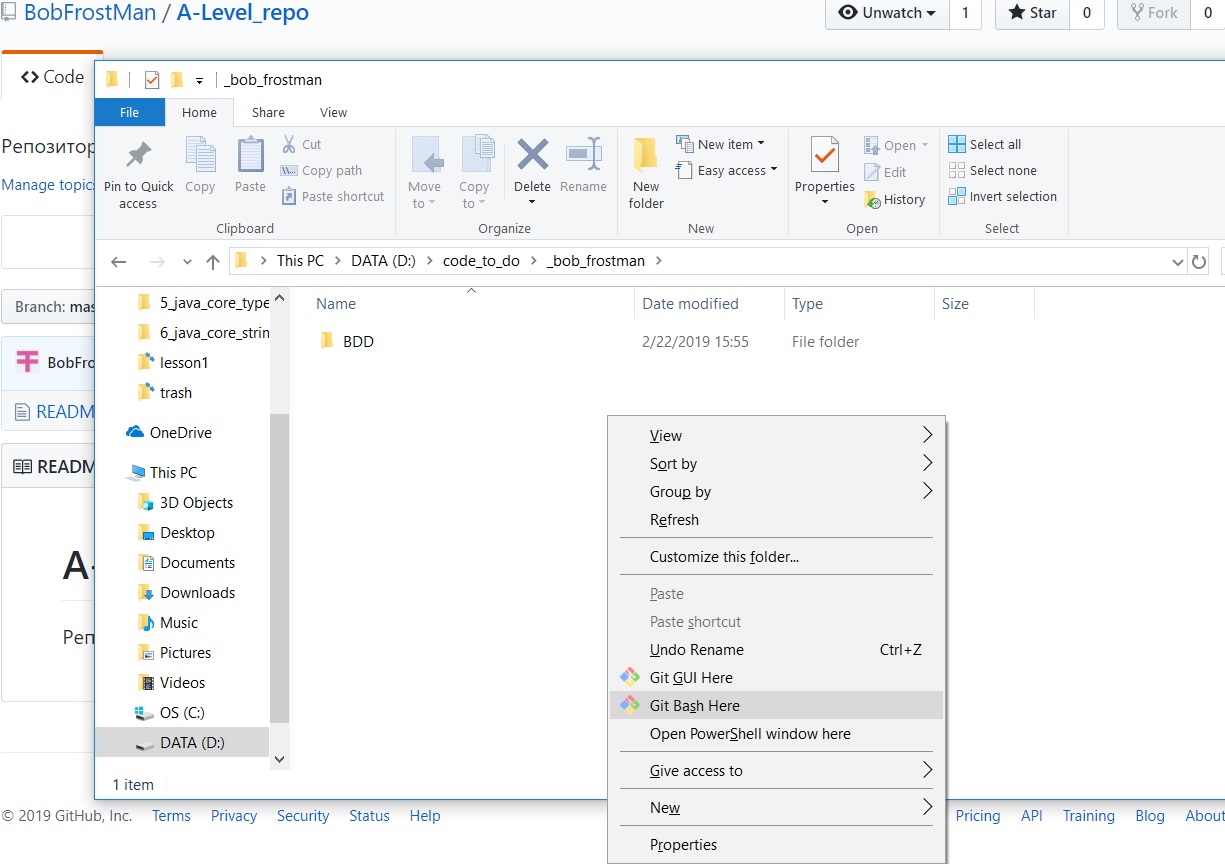 BobFrostMan / A-Level_repo
Unwatch 1 Star 0 Fork 0
Code
_bob_frostman
File Home Share View
Репозитор
Manage topic
Pin to Quick access
Copy
Paste
Cut
Copy path
Paste shortcut
Clipboard
Move to
Copy to
Delete
Rename
Organize
New folder
New item
Easy access
New
Properties
Open
Edit
History
Open
Select all
Select none
Invert selection
Select
This PC > DATA (D:) > code_to_do > _bob_frostman >
Branch: mas
BobFro
READM
READM
A-
Реп
5_java_core_type
6_java_core_strin
lesson1
trash
OneDrive
This PC
3D Objects
Desktop
Documents
Downloads
Music
Pictures
Videos
OS (C:)
DATA (D:)
1 item
Name Date modified Type Size
BDD 2/22/2019 15:55 File folder
View
Sort by
Group by
Refresh
Customize this folder...
Paste
Paste shortcut
Undo Rename Ctrl+Z
Git GUI Here
Git Bash Here
Open PowerShell window here
Give access to
New
Properties
© 2019 GitHub, Inc. Terms Privacy Security Status Help
Pricing API Training Blog About